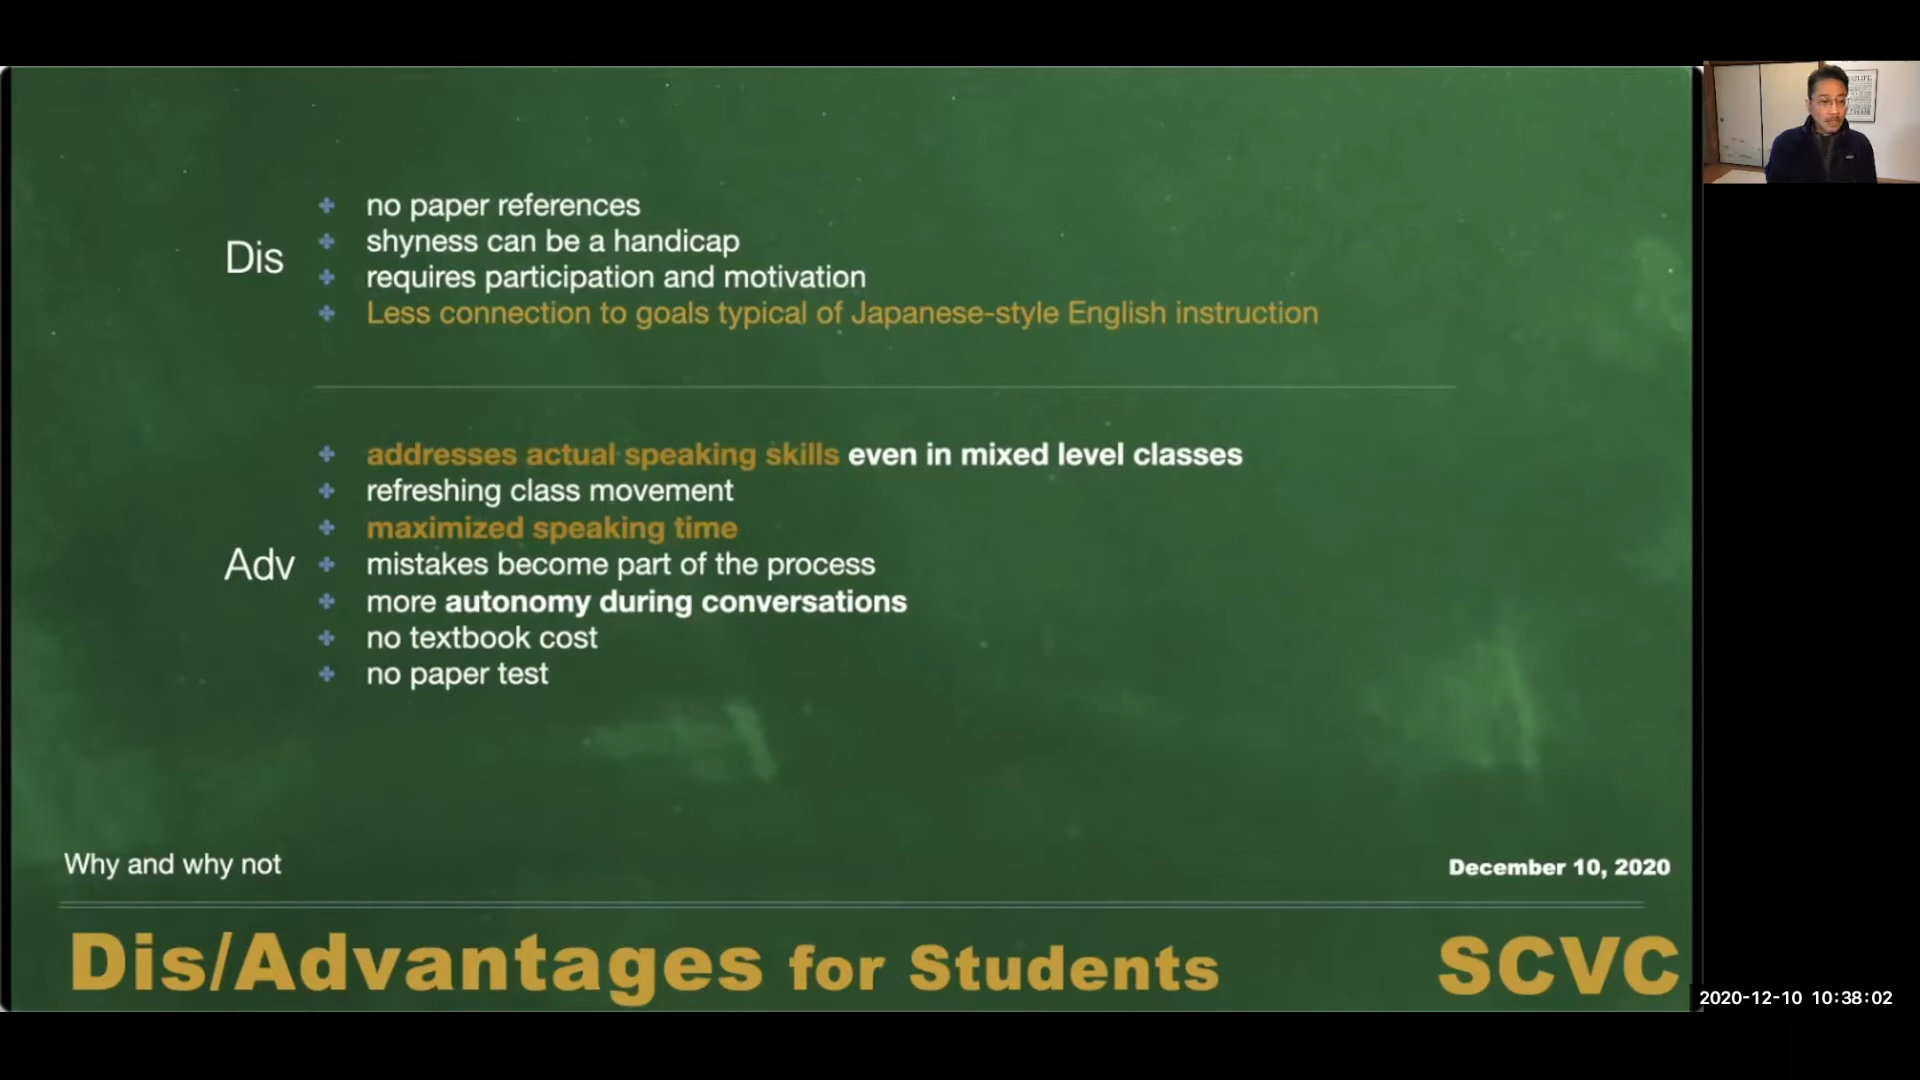 Dis
no paper references
shyness can be a handicap
requires participation and motivation
Less connection to goals typical of Japanese-style English instruction
Adv
addresses actual speaking skills even in mixed level classes
refreshing class movement
maximized speaking time
mistakes become part of the process
more autonomy during conversations
no textbook cost
no paper test
Why and why not
December 10, 2020
Dis/Advantages for Students
SCVC
2020-12-10 10:38:02